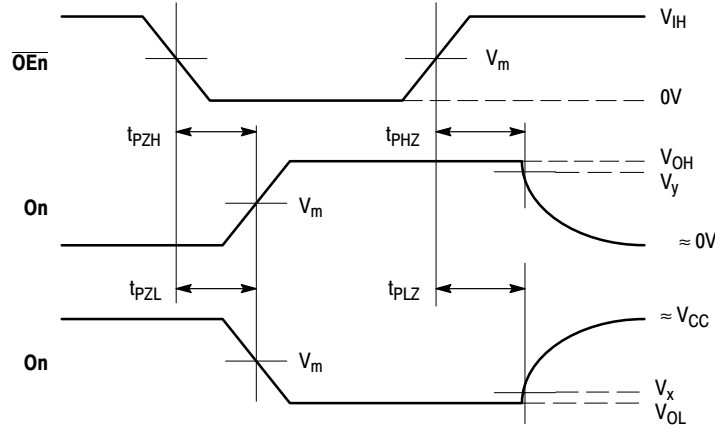 V_IH
OEn
V_m
0V
t_PZH
t_PHZ
V_OH
V_y
On
V_m
≈ 0V
t_PZL
t_PLZ
≈ V_CC
On
V_m
V_x
V_OL